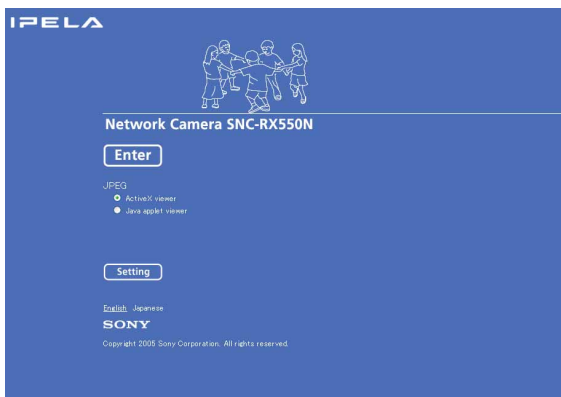 IPELA
Network Camera SNC-RX550N
Enter
JPEG
ActiveX viewer
Java applet viewer
Setting
English Japanese
SONY
Copyright 2005 Sony Corporation. All rights reserved.